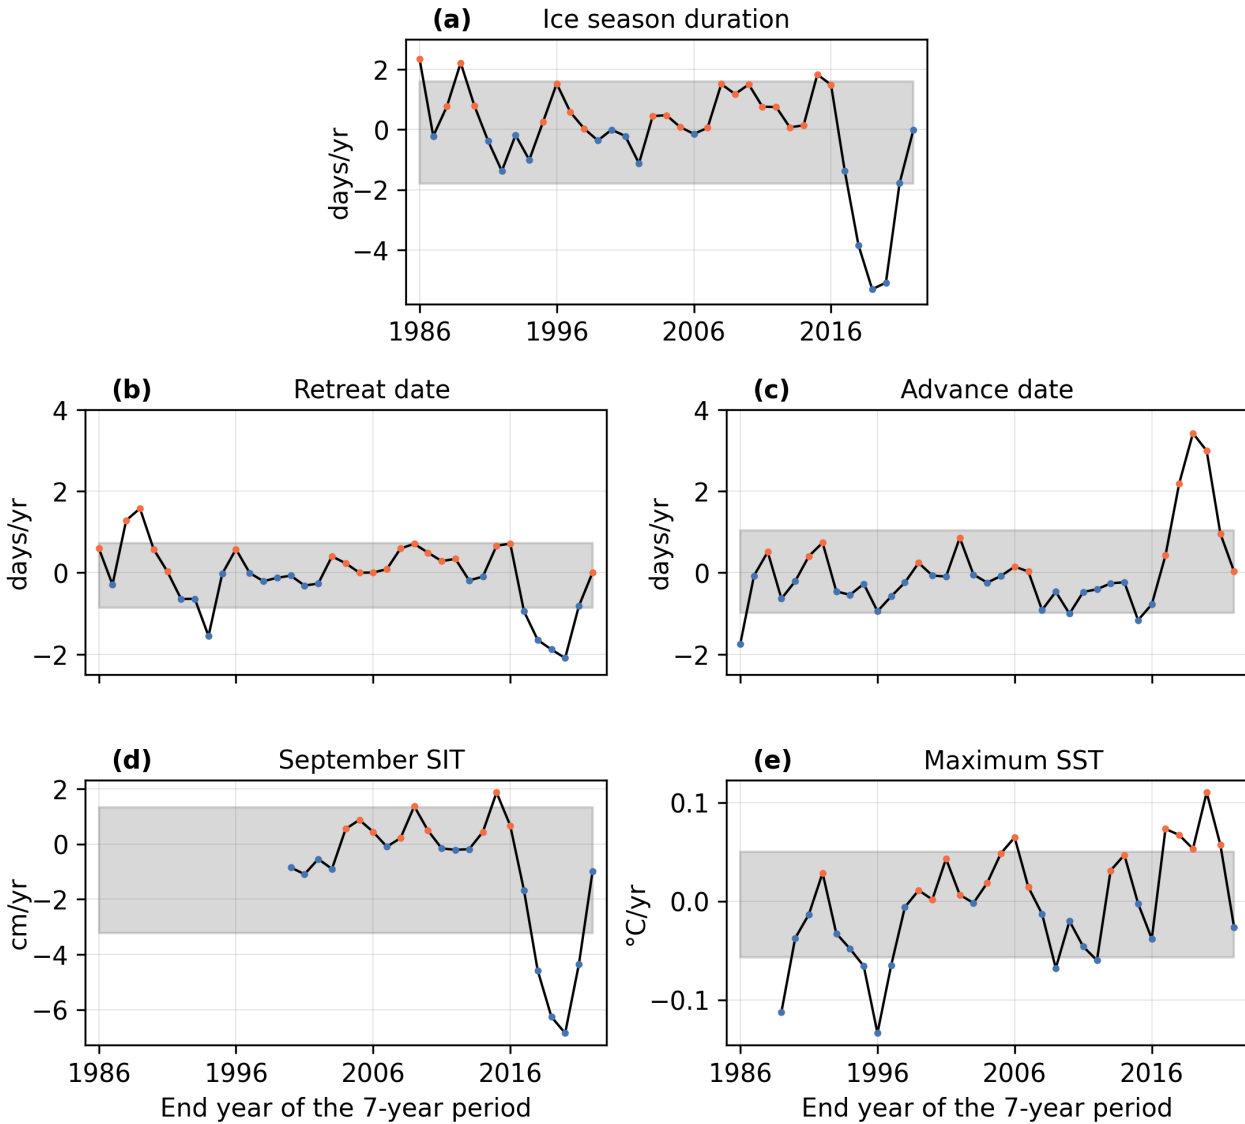 (a) Ice season duration
2
0
−2
−4
days/yr
1986 1996 2006 2016
(b) Retreat date
4
2
0
−2
days/yr
(c) Advance date
4
2
0
−2
days/yr
(d) September SIT
2
0
−2
−4
−6
cm/yr
1986 1996 2006 2016
End year of the 7-year period
(e) Maximum SST
0.1
0.0
−0.1
°C/yr
1986 1996 2006 2016
End year of the 7-year period